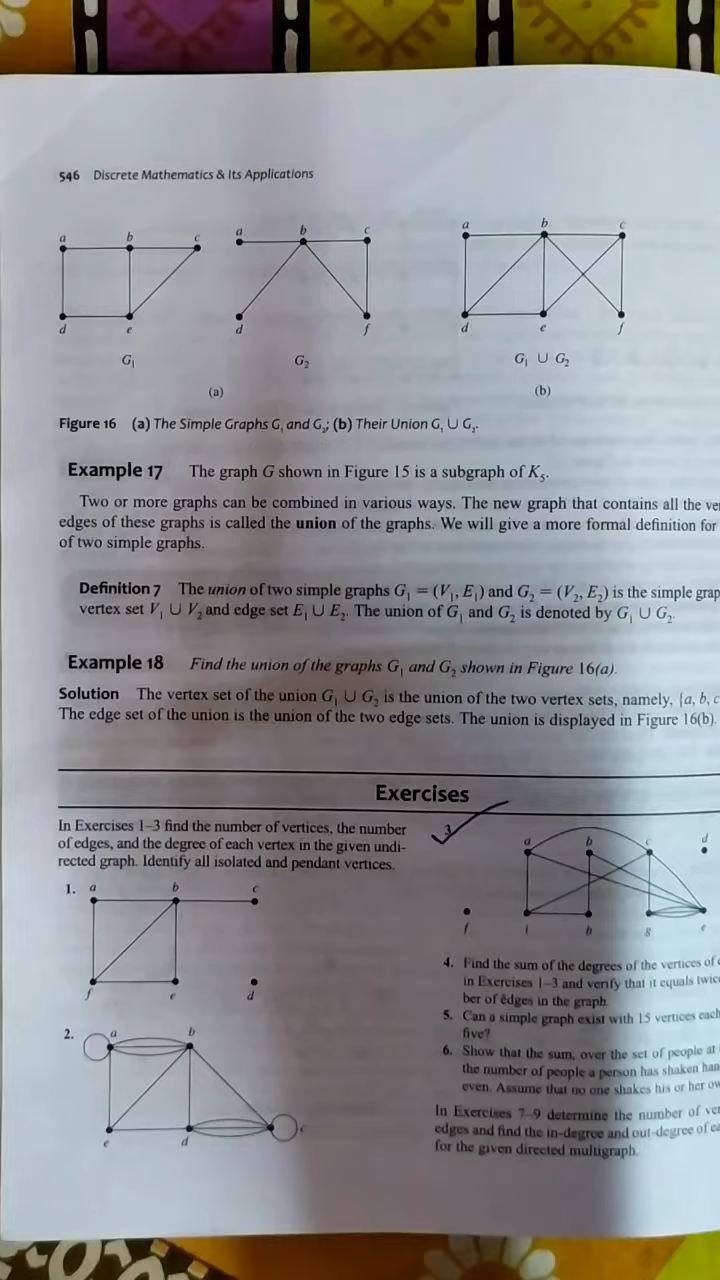 546 Discrete Mathematics & Its Applications
a b c
d e
G₁
a b c
d f
G₂
(a)
a b c
d e f
G₁ ∪ G₂
(b)
Figure 16 (a) The Simple Graphs G₁ and G₂; (b) Their Union G₁ ∪ G₂.
Example 17 The graph G shown in Figure 15 is a subgraph of K₅.
Two or more graphs can be combined in various ways. The new graph that contains all the
edges of these graphs is called the union of the graphs. We will give a more formal definition for
of two simple graphs.
Definition 7 The union of two simple graphs G₁ = (V₁, E₁) and G₂ = (V₂, E₂) is the simple
vertex set V₁ ∪ V₂ and edge set E₁ ∪ E₂. The union of G₁ and G₂ is denoted by G₁ ∪ G₂.
Example 18 Find the union of the graphs G₁ and G₂ shown in Figure 16(a).
Solution The vertex set of the union G₁ ∪ G₂ is the union of the two vertex sets, namely, {a, b, c
The edge set of the union is the union of the two edge sets. The union is displayed in Figure 16(b).
Exercises
In Exercises 1–3 find the number of vertices, the number
of edges, and the degree of each vertex in the given undi-
rected graph. Identify all isolated and pendant vertices.
1. a b c
f e d
2. a b
e d c
3.
a b c d
f i h g e
4. Find the sum of the degrees of the vertices of
in Exercises 1–3 and verify that it equals twice
ber of edges in the graph.
5. Can a simple graph exist with 15 vertices each
five?
6. Show that the sum, over the set of people at
the number of people a person has shaken
even. Assume that no one shakes his or her
In Exercises 7–9 determine the number of
edges and find the in-degree and out-degree of
for the given directed multigraph.